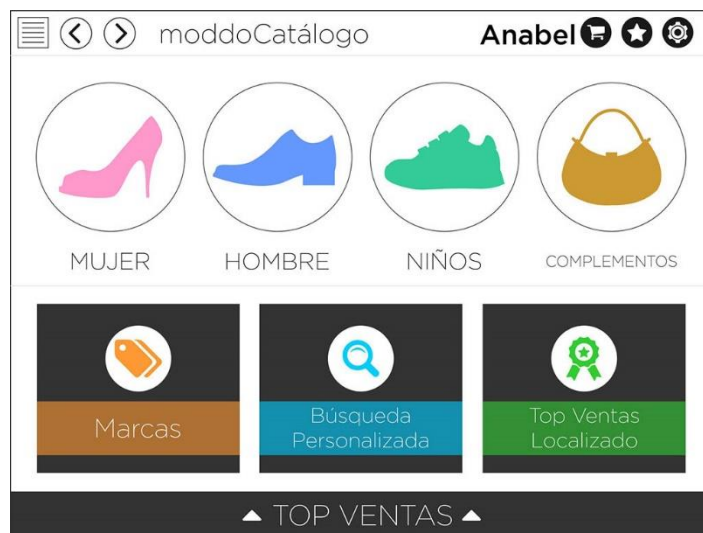 moddoCatálogo
Anabel
MUJER
HOMBRE
NIÑOS
COMPLEMENTOS
Marcas
Búsqueda
Personalizada
Top Ventas
Localizado
TOP VENTAS